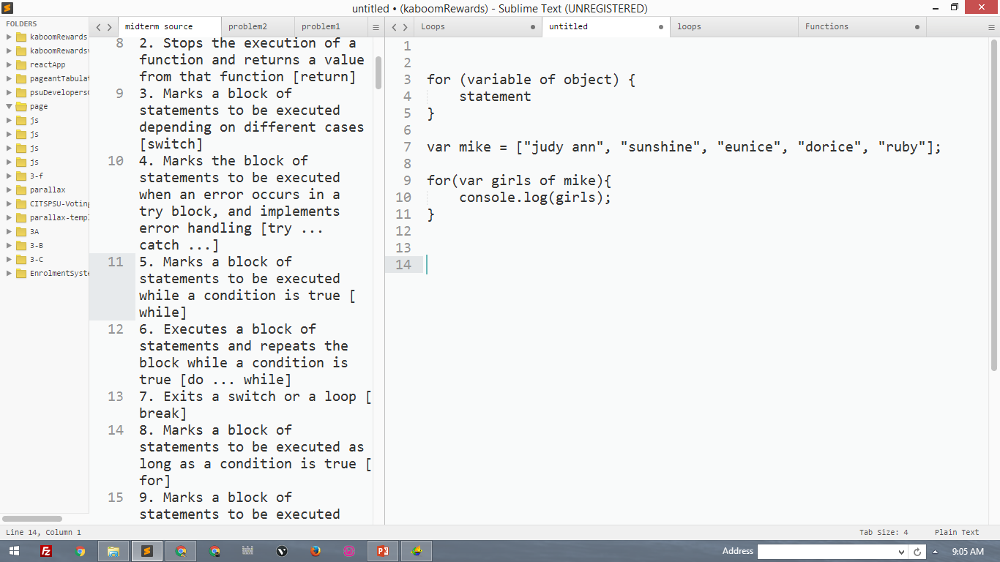 untitled • (kaboomRewards) - Sublime Text (UNREGISTERED)
FOLDERS
kaboomRewards
kaboomRewardsv
reactApp
pageantTabulat
psuDevelopers
page
js
js
js
js
3-f
parallax
CITSPSU-Voting
parallax-templ
3A
3-B
3-C
EnrolmentSyste
midterm source
problem2
problem1
8 2. Stops the execution of a
function and returns a value
from that function [return]
9 3. Marks a block of
statements to be executed
depending on different cases
[switch]
10 4. Marks the block of
statements to be executed
when an error occurs in a
try block, and implements
error handling [try ...
catch ...]
11 5. Marks a block of
statements to be executed
while a condition is true [
while]
12 6. Executes a block of
statements and repeats the
block while a condition is
true [do ... while]
13 7. Exits a switch or a loop [
break]
14 8. Marks a block of
statements to be executed as
long as a condition is true [
for]
15 9. Marks a block of
statements to be executed
Loops
untitled
loops
Functions
1
2
3 for (variable of object) {
4 statement
5 }
6
7 var mike = ["judy ann", "sunshine", "eunice", "dorice", "ruby"];
8
9 for(var girls of mike){
10 console.log(girls);
11 }
12
13
14
Line 14, Column 1
Tab Size: 4
Plain Text
Address
9:05 AM